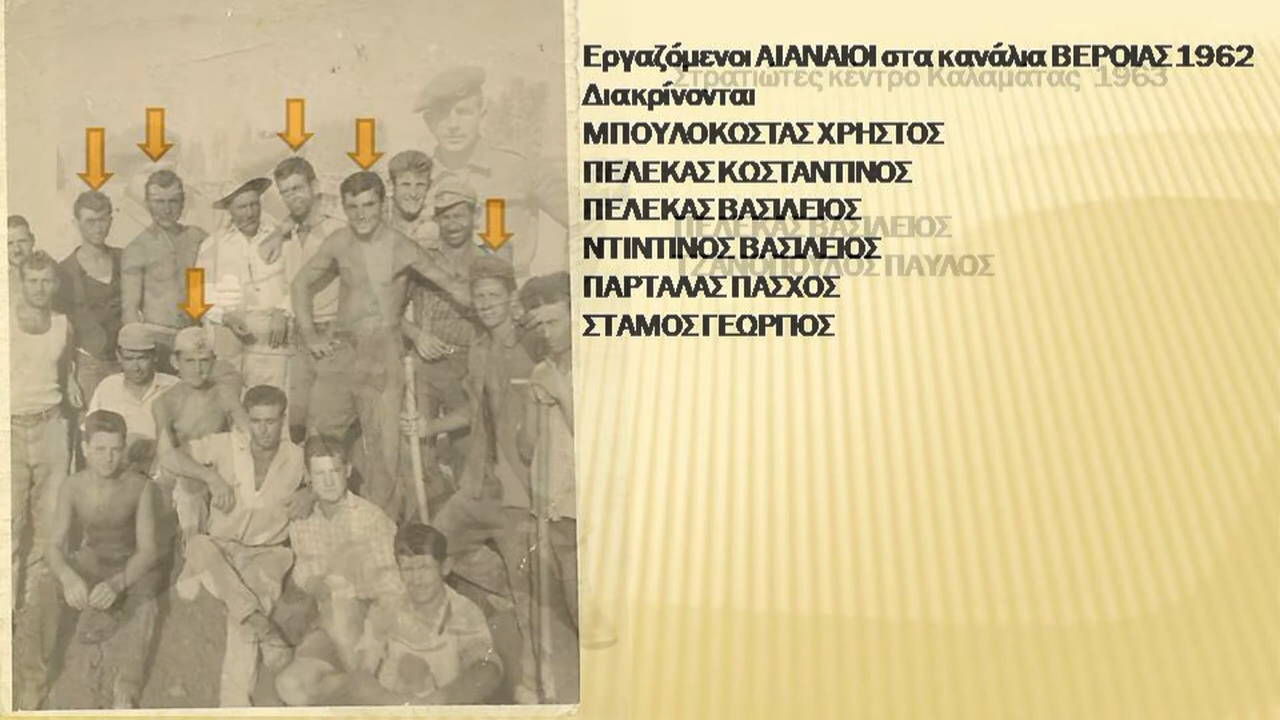 Εργαζόμενοι ΑΙΑΝΑΙΟΙ στα κανάλια ΒΕΡΟΙΑΣ 1962
Στρατιωτες κεντρο Καλαματας 1963
Διακρίνονται
ΜΠΟΥΛΟΚΩΣΤΑΣ ΧΡΗΣΤΟΣ
ΠΕΛΕΚΑΣ ΚΩΣΤΑΝΤΙΝΟΣ
ΠΕΛΕΚΑΣ ΒΑΣΙΛΕΙΟΣ
ΠΕΛΕΚΑΣ ΒΑΣΙΛΕΙΟΣ
ΝΤΙΝΤΙΝΟΣ ΒΑΣΙΛΕΙΟΣ
ΤΖΑΝΟΠΟΥΛΟΣ ΠΑΥΛΟΣ
ΠΑΡΤΑΛΑΣ ΠΑΣΧΟΣ
ΣΤΑΜΟΣ ΓΕΩΡΓΙΟΣ